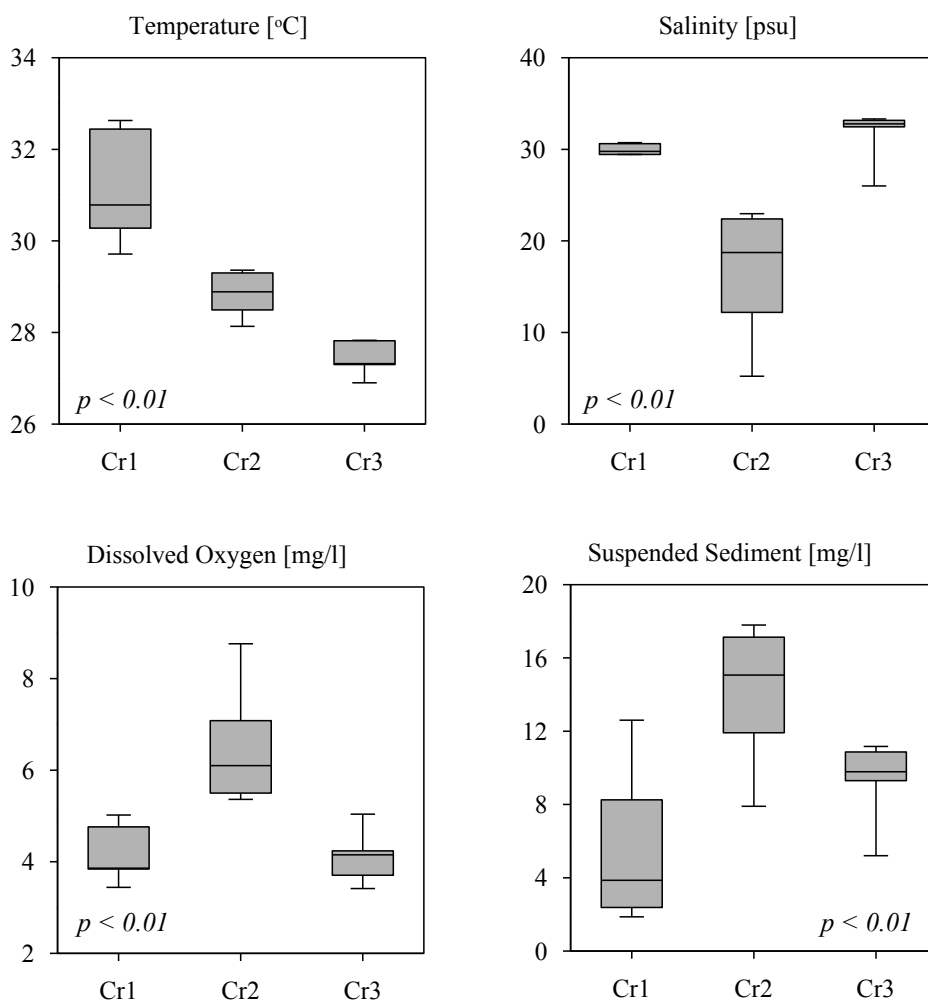 Temperature [°C]
34
32
30
28
26
p < 0.01
Cr1 Cr2 Cr3
Salinity [psu]
40
30
20
10
0
p < 0.01
Cr1 Cr2 Cr3
Dissolved Oxygen [mg/l]
10
8
6
4
2
p < 0.01
Cr1 Cr2 Cr3
Suspended Sediment [mg/l]
20
16
12
8
4
0
p < 0.01
Cr1 Cr2 Cr3